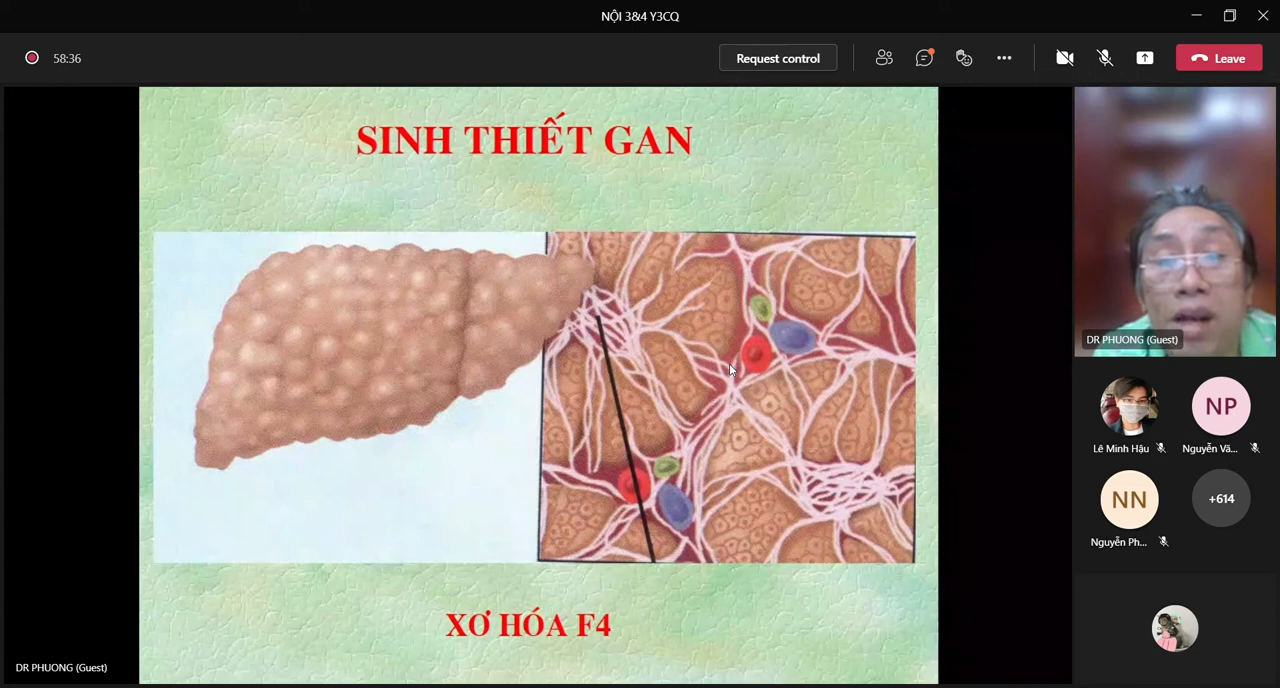 NỘI 3&4 Y3CQ
58:36
Request control
Leave
SINH THIẾT GAN
XƠ HÓA F4
DR PHUONG (Guest)
DR PHUONG (Guest)
Lê Minh Hậu
NP
Nguyễn Vă...
NN
Nguyễn Ph...
+614